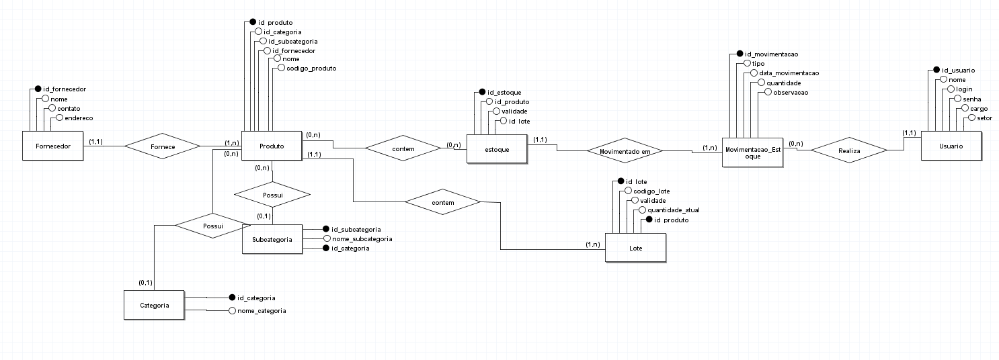 id_produto
id_categoria
id_subcategoria
id_fornecedor
nome
codigo_produto
id_fornecedor
nome
contato
endereco
Fornecedor
(1,1)
Fornece
(1,n)
(0,n)
Produto
(0,n)
(1,1)
(0,n)
contem
(0,n)
id_estoque
id_produto
validade
id_lote
estoque
(1,1)
Movimentado em
(1,n)
id_movimentacao
tipo
data_movimentacao
quantidade
observacao
Movimentacao_Est
oque
(0,n)
Realiza
(1,1)
id_usuario
nome
login
senha
cargo
setor
Usuario
Possui
(0,1)
Possui
Subcategoria
id_subcategoria
nome_subcategoria
id_categoria
contem
(1,n)
id_lote
codigo_lote
validade
quantidade_atual
id_produto
Lote
(0,1)
Categoria
id_categoria
nome_categoria